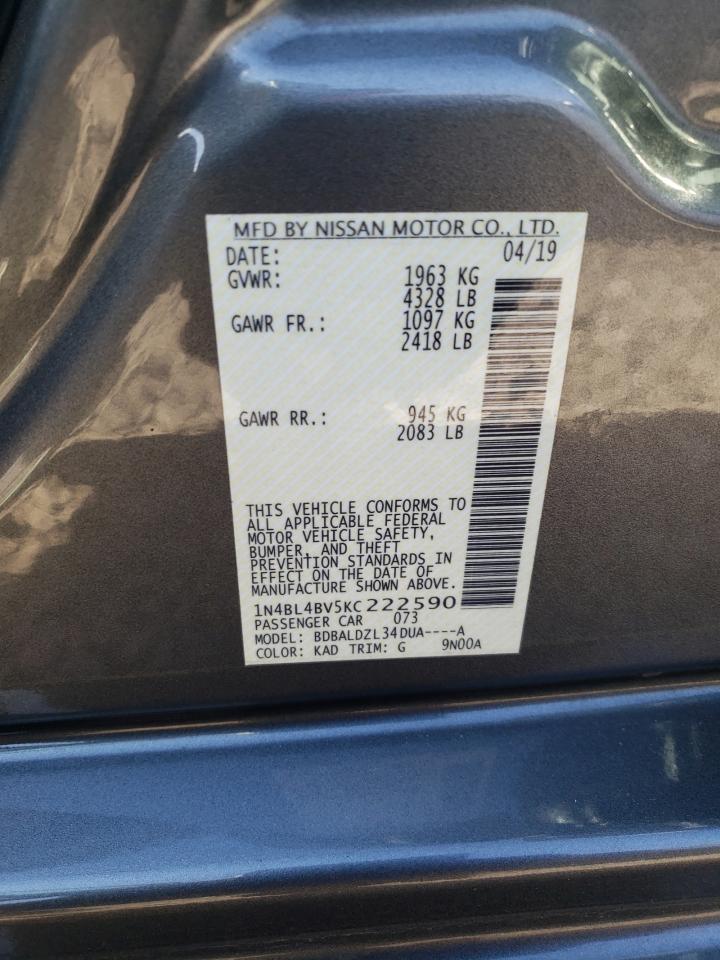 MFD BY NISSAN MOTOR CO., LTD.
DATE: 04/19
GVWR: 1963 KG
4328 LB
GAWR FR.: 1097 KG
2418 LB
GAWR RR.: 945 KG
2083 LB
THIS VEHICLE CONFORMS TO
ALL APPLICABLE FEDERAL
MOTOR VEHICLE SAFETY,
BUMPER, AND THEFT
PREVENTION STANDARDS IN
EFFECT ON THE DATE OF
MANUFACTURE SHOWN ABOVE.
1N4BL4BV5KC222590
PASSENGER CAR 073
MODEL: BDBALDZL34DUA----A
COLOR: KAD TRIM: G 9N00A